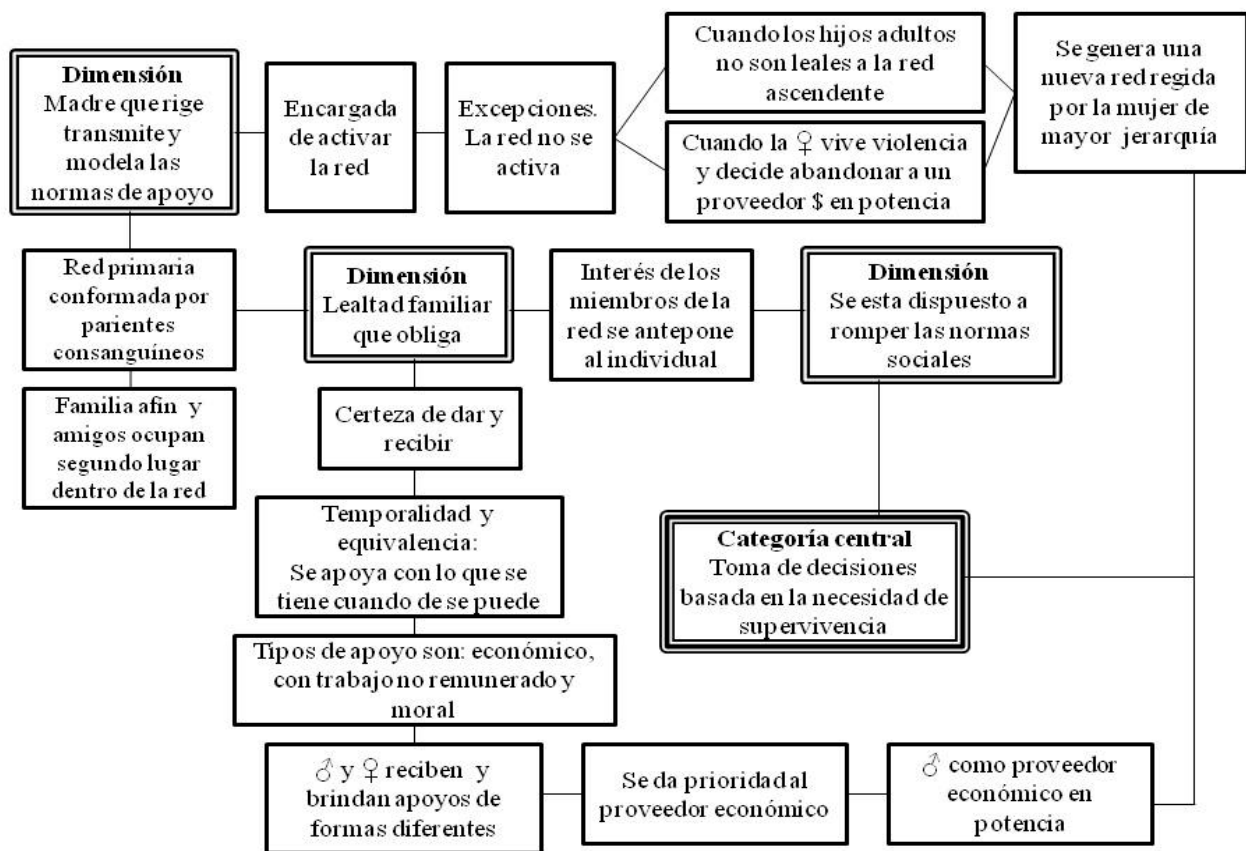 Dimensión
Madre que rige
transmite y
modela las
normas de apoyo
Encargada
de activar
la red
Excepciones.
La red no se
activa
Cuando los hijos adultos
no son leales a la red
ascendente
Cuando la ♀ vive violencia
y decide abandonar a un
proveedor $ en potencia
Se genera una
nueva red regida
por la mujer de
mayor jerarquía
Red primaria
conformada por
parientes
consanguíneos
Dimensión
Lealtad familiar
que obliga
Interés de los
miembros de la
red se antepone
al individual
Dimensión
Se esta dispuesto a
romper las normas
sociales
Familia afin y
amigos ocupan
segundo lugar
dentro de la red
Certeza de dar y
recibir
Temporalidad y
equivalencia:
Se apoya con lo que se
tiene cuando de se puede
Categoría central
Toma de decisiones
basada en la necesidad de
supervivencia
Tipos de apoyo son: económico,
con trabajo no remunerado y
moral
♂ y ♀ reciben y
brindan apoyos de
formas diferentes
Se da prioridad al
proveedor económico
♂ como proveedor
económico en
potencia